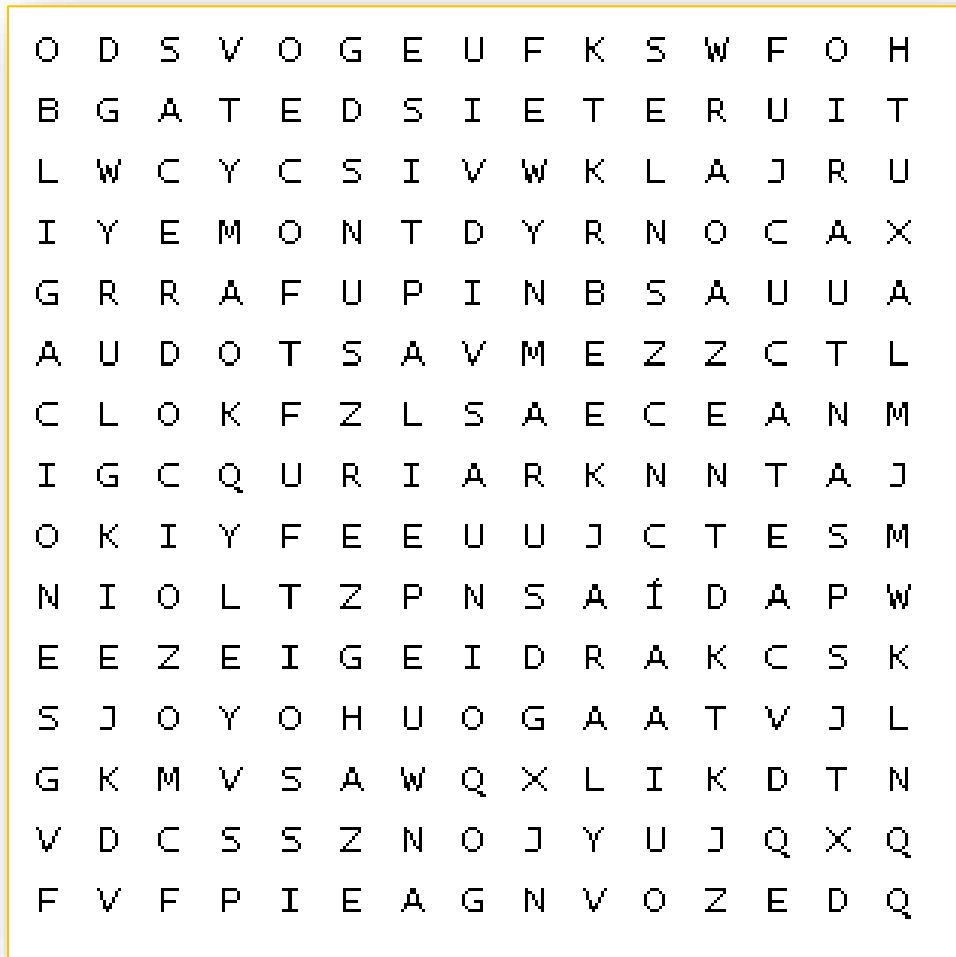 O D S V O G E U F K S W F O H
B G A T E D S I E T E R U I T
L W C Y C S I V W K L A J R U
I Y E M O N T D Y R N O C A X
G R R A F U P I N B S A U U A
A U D O T S A V M E Z Z C T L
C L O K F Z L S A E C E A N M
I G C Q U R I A R K N N T A J
O K I Y F E E U U J C T E S M
N I O L T Z P N S A Í D A P W
E E Z E I G E I D R A K C S K
S J O Y O H U O G A A T V J L
G K M V S A W Q X L I K D T N
V D C S S Z N O J Y U J Q X Q
F V F P I E A G N V O Z E D Q